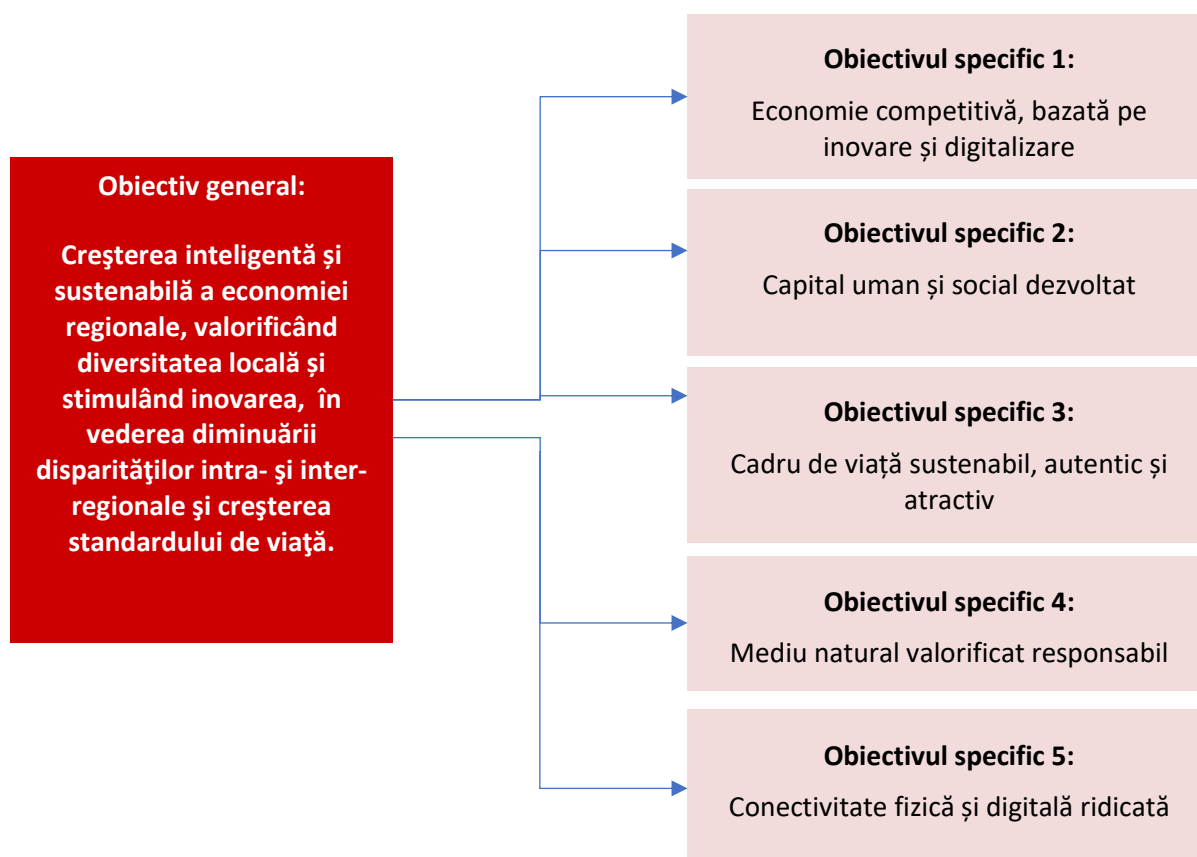 Obiectiv general:
Creşterea inteligentă și
sustenabilă a economiei
regionale, valorificând
diversitatea locală și
stimulând inovarea, în
vederea diminuării
disparităţilor intra- şi inter-
regionale şi creşterea
standardului de viaţă.
Obiectivul specific 1:
Economie competitivă, bazată pe
inovare și digitalizare
Obiectivul specific 2:
Capital uman și social dezvoltat
Obiectivul specific 3:
Cadru de viață sustenabil, autentic și
atractiv
Obiectivul specific 4:
Mediu natural valorificat responsabil
Obiectivul specific 5:
Conectivitate fizică și digitală ridicată